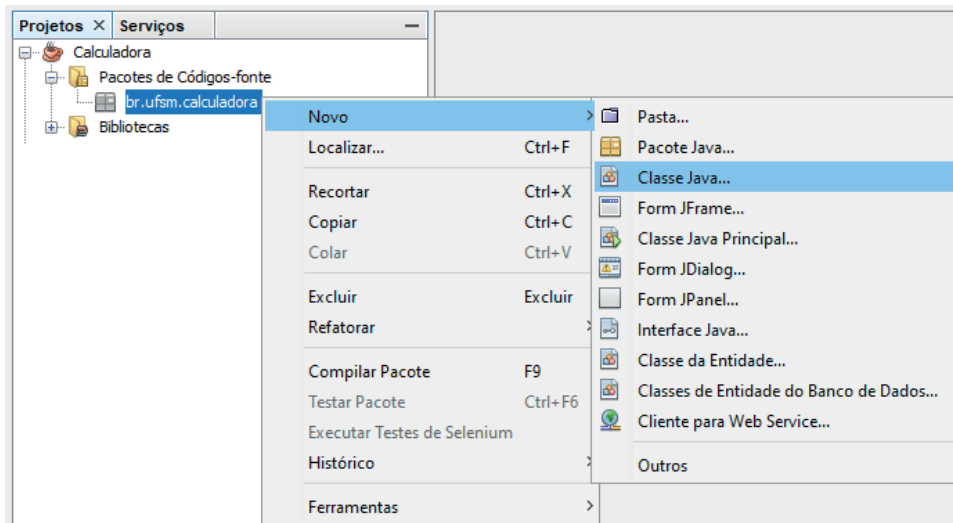 Projetos × Serviços
Calculadora
Pacotes de Códigos-fonte
br.ufsm.calculadora
Bibliotecas
Novo
Localizar... Ctrl+F
Recortar Ctrl+X
Copiar Ctrl+C
Colar Ctrl+V
Excluir Excluir
Refatorar
Compilar Pacote F9
Testar Pacote Ctrl+F6
Executar Testes de Selenium
Histórico
Ferramentas
Pasta...
Pacote Java...
Classe Java...
Form JFrame...
Classe Java Principal...
Form JDialog...
Form JPanel...
Interface Java...
Classe da Entidade...
Classes de Entidade do Banco de Dados...
Cliente para Web Service...
Outros